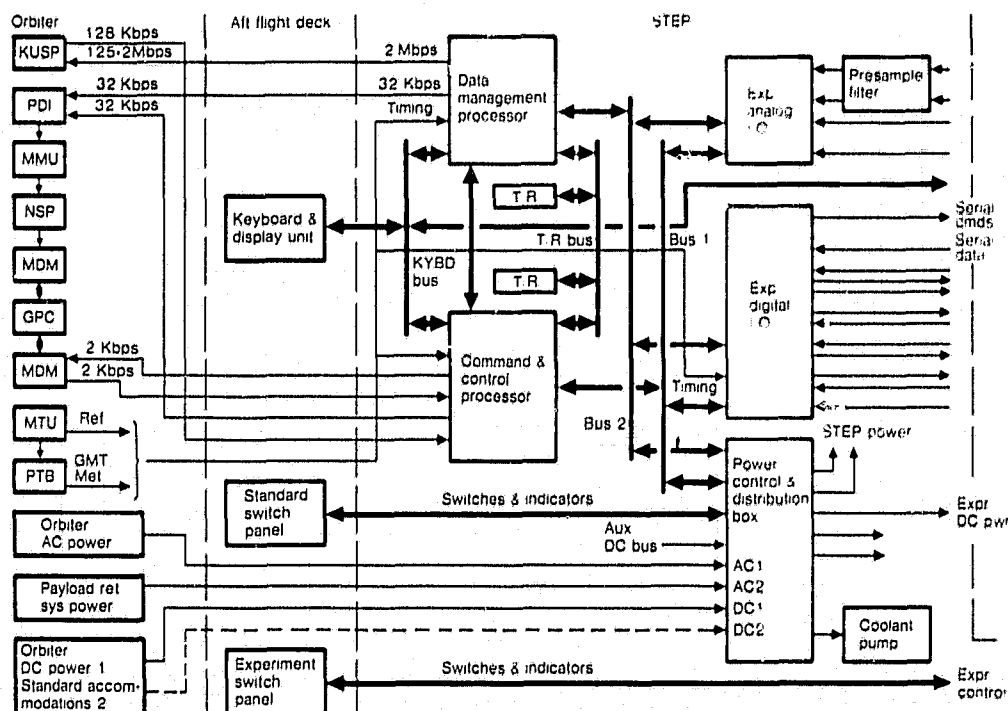 Orbiter
Aft flight deck
STEP
KUSP
128 Kbps
125•2Mbps
2 Mbps
PDI
32 Kbps
32 Kbps
32 Kbps
Timing
MMU
NSP
MDM
GPC
MDM
2 Kbps
2 Kbps
MTU
Ref
PTB
GMT
Met
Orbiter
AC power
Payload ret
sys power
Orbiter
DC power 1
Standard accom-
modations 2
Keyboard &
display unit
Standard
switch
panel
Experiment
switch
panel
Data
management
processor
T R
T R bus
KYBD
bus
T R
Command &
control
processor
Bus 1
Bus 2
Timing
Exp
analog
I O
Presample
filter
Exp
digital
I O
Serial
cmds
Serial
data
STEP power
Power
control &
distribution
box
AC1
AC2
DC1
DC2
Switches & indicators
Aux
DC bus
Expr
DC pwr
Coolant
pump
Switches & indicators
Expr
control